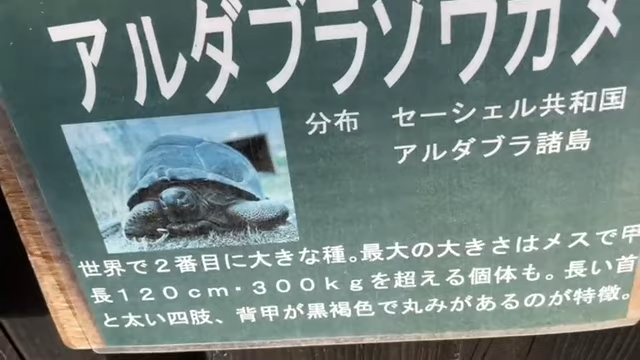 アルダブラゾウガメ
分布 セーシェル共和国
アルダブラ諸島
世界で２番目に大きな種。最大の大きさはメスで甲
長１２０ｃｍ・３００ｋｇを超える個体も。長い首
と太い四肢、背甲が黒褐色で丸みがあるのが特徴。